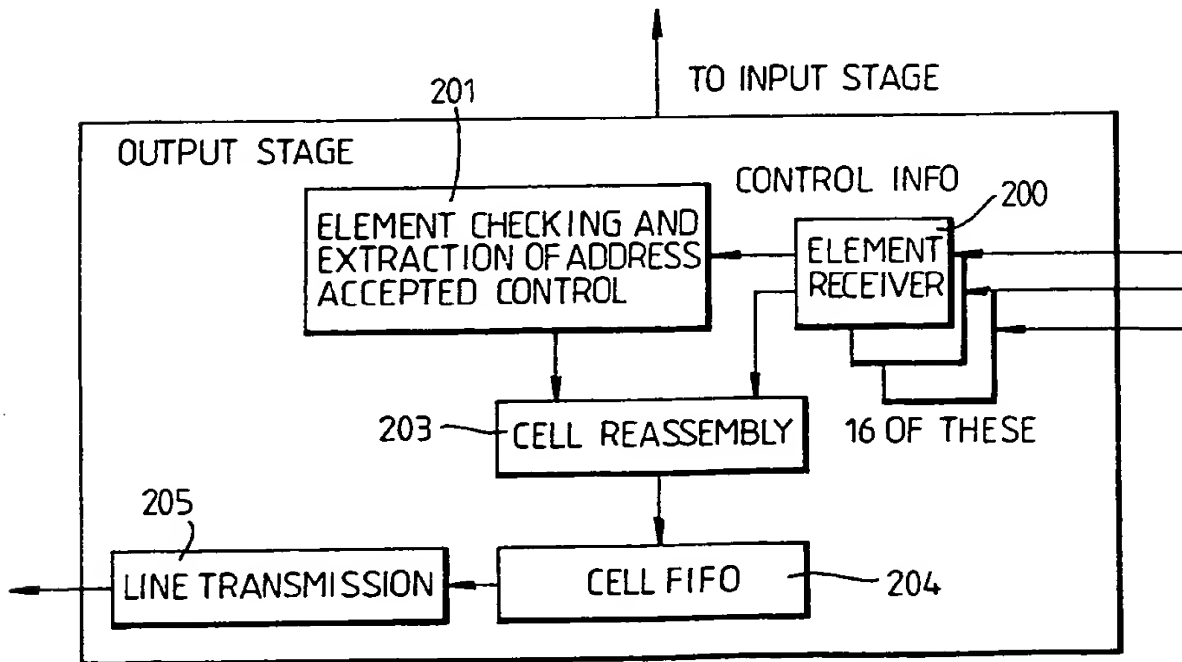 TO INPUT STAGE
201
OUTPUT STAGE
CONTROL INFO
200
ELEMENT CHECKING AND
EXTRACTION OF ADDRESS
ACCEPTED CONTROL
ELEMENT
RECEIVER
203
CELL REASSEMBLY
16 OF THESE
205
LINE TRANSMISSION
CELL FIFO
204